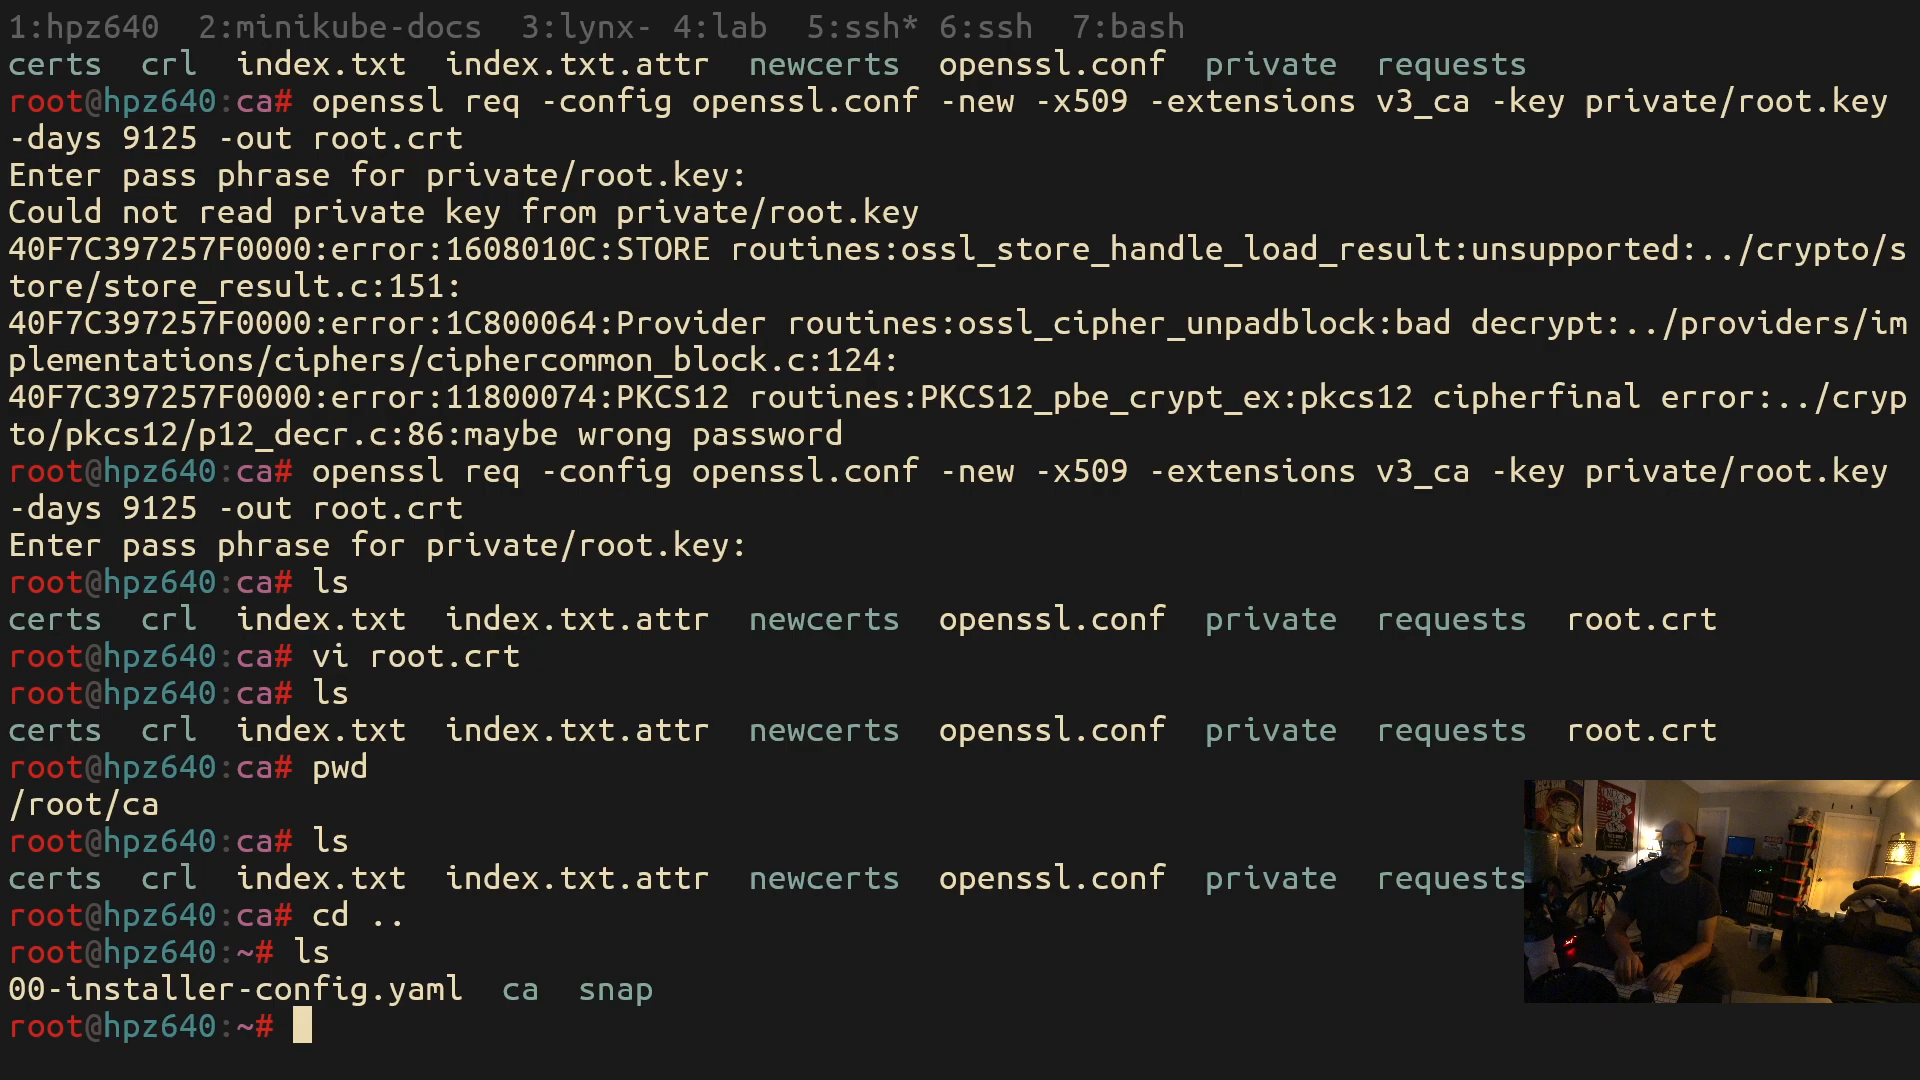 1:hpz640  2:minikube-docs  3:lynx- 4:lab  5:ssh* 6:ssh  7:bash
certs  crl  index.txt  index.txt.attr  newcerts  openssl.conf  private  requests
root@hpz640:ca# openssl req -config openssl.conf -new -x509 -extensions v3_ca -key private/root.key
-days 9125 -out root.crt
Enter pass phrase for private/root.key:
Could not read private key from private/root.key
40F7C397257F0000:error:1608010C:STORE routines:ossl_store_handle_load_result:unsupported:../crypto/s
tore/store_result.c:151:
40F7C397257F0000:error:1C800064:Provider routines:ossl_cipher_unpadblock:bad decrypt:../providers/im
plementations/ciphers/ciphercommon_block.c:124:
40F7C397257F0000:error:11800074:PKCS12 routines:PKCS12_pbe_crypt_ex:pkcs12 cipherfinal error:../cryp
to/pkcs12/p12_decr.c:86:maybe wrong password
root@hpz640:ca# openssl req -config openssl.conf -new -x509 -extensions v3_ca -key private/root.key
-days 9125 -out root.crt
Enter pass phrase for private/root.key:
root@hpz640:ca# ls
certs  crl  index.txt  index.txt.attr  newcerts  openssl.conf  private  requests  root.crt
root@hpz640:ca# vi root.crt
root@hpz640:ca# ls
certs  crl  index.txt  index.txt.attr  newcerts  openssl.conf  private  requests  root.crt
root@hpz640:ca# pwd
/root/ca
root@hpz640:ca# ls
certs  crl  index.txt  index.txt.attr  newcerts  openssl.conf  private  requests
root@hpz640:ca# cd ..
root@hpz640:~# ls
00-installer-config.yaml  ca  snap
root@hpz640:~#